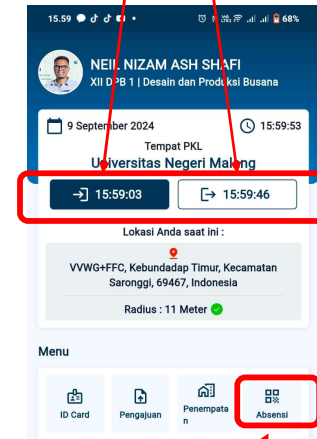 15.59
68%
NEIL NIZAM ASH SHAFI
XII DPB 1 | Desain dan Produksi Busana
9 September 2024
15:59:53
Tempat PKL
Universitas Negeri Malang
15:59:03
15:59:46
Lokasi Anda saat ini :
VVWG+FFC, Kebundadap Timur, Kecamatan
Saronggi, 69467, Indonesia
Radius : 11 Meter
Menu
ID Card
Pengajuan
Penempata
n
Absensi